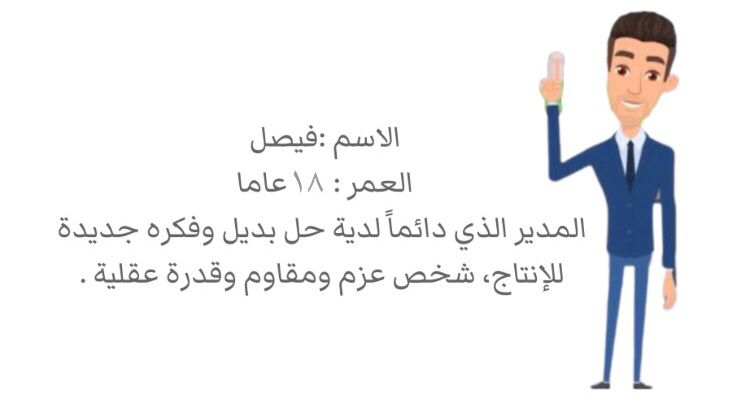 الاسم :فيصل
العمر : ١٨ عاما
المدير الذي دائماً لدية حل بديل وفكره جديدة
للإنتاج، شخص عزم ومقاوم وقدرة عقلية .